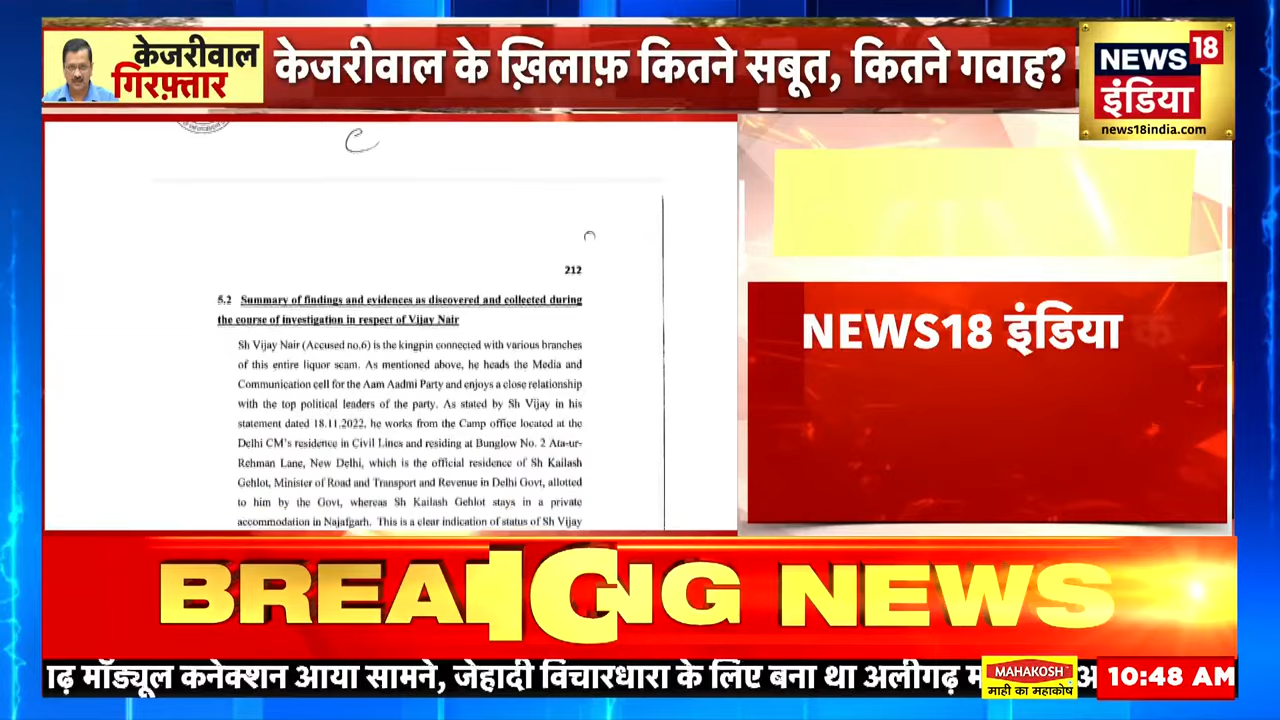 केजरीवाल
गिरफ़्तार
केजरीवाल के ख़िलाफ़ कितने सबूत, कितने गवाह?
NEWS 18
इंडिया
news18india.com
C
212
5.2 Summary of findings and evidences as discovered and collected during
the course of investigation in respect of Vijay Nair
Sh Vijay Nair (Accused no.6) is the kingpin connected with various branches
of this entire liquor scam. As mentioned above, he heads the Media and
Communication cell for the Aam Aadmi Party and enjoys a close relationship
with the top political leaders of the party. As stated by Sh Vijay in his
statement dated 18.11.2022, he works from the Camp office located at the
Delhi CM's residence in Civil Lines and residing at Bunglow No. 2 Ata-ur-
Rehman Lane, New Delhi, which is the official residence of Sh Kailash
Gehlot, Minister of Road and Transport and Revenue in Delhi Govt, allotted
to him by the Govt, whereas Sh Kailash Gehlot stays in a private
accommodation in Najafgarh. This is a clear indication of status of Sh Vijay
NEWS18 इंडिया
BREAKING NEWS
ढ़ मॉड्यूल कनेक्शन आया सामने, जेहादी विचारधारा के लिए बना था अलीगढ़
MAHAKOSH
माही का महाकोष
10:48 AM